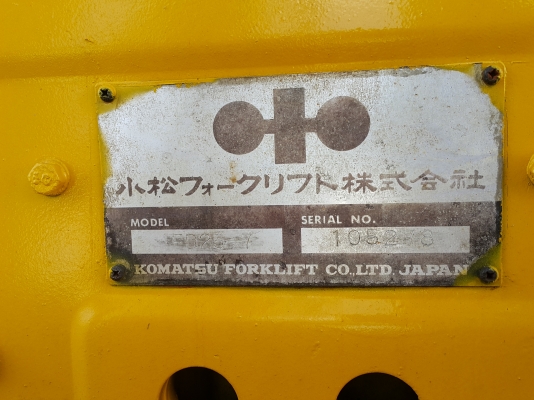 小松フォークリフト株式会社
MODEL SERIAL NO.
KOMATSU FORKLIFT CO., LTD. JAPAN